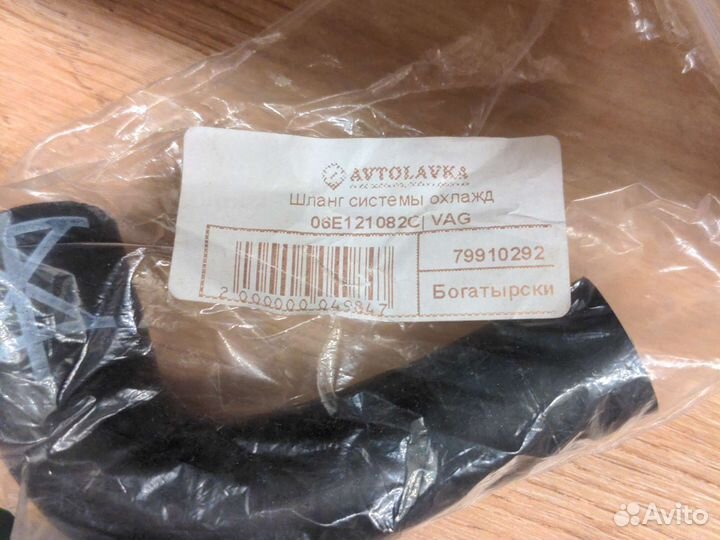 AVTOLAVKA
Шланг системы охлажд
06E121082C| VAG
79910292
2 000000 045847
Богатырски
Avito